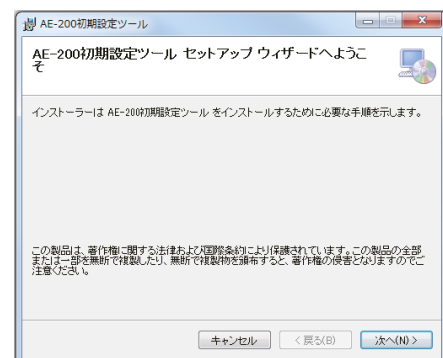 AE-200初期設定ツール
AE-200初期設定ツール セットアップ ウィザードへようこ
そ
インストーラーは AE-200初期設定ツール をインストールするために必要な手順を示します。
この製品は、著作権に関する法律および国際条約により保護されています。この製品の全部
または一部を無断で複製したり、無断で複製物を頒布すると、著作権の侵害となりますのでご
注意ください。
キャンセル < 戻る(B) 次へ(N) >